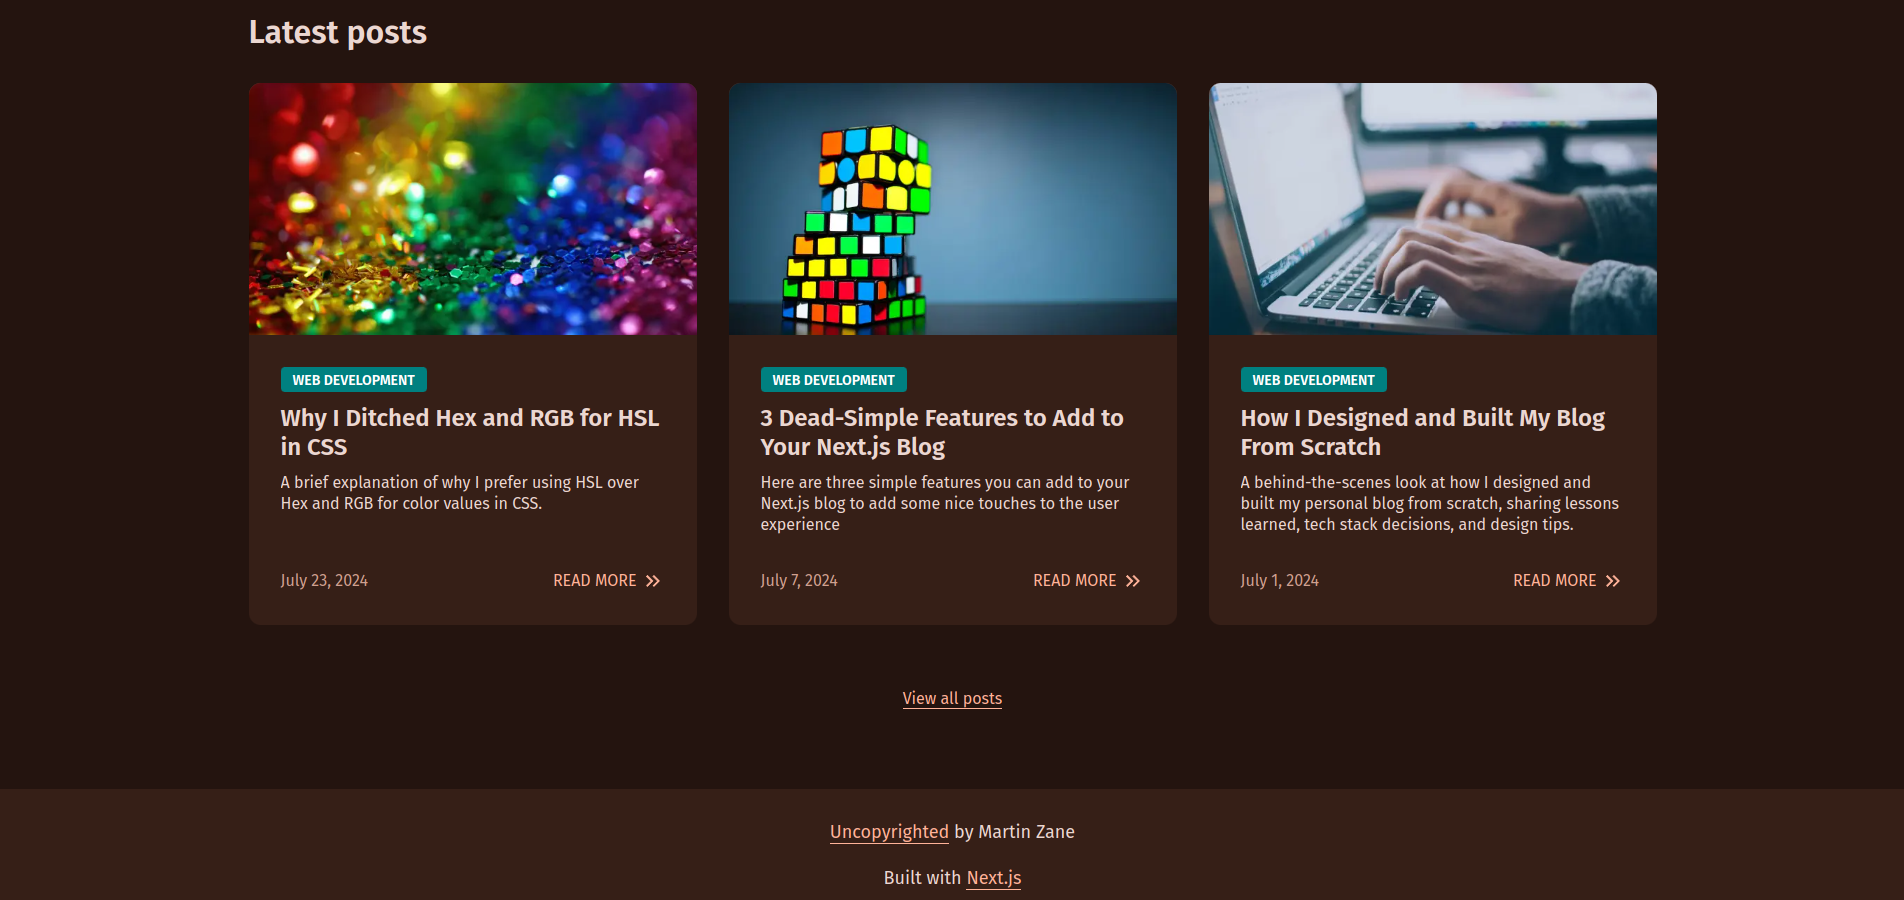 Latest posts
WEB DEVELOPMENT
Why I Ditched Hex and RGB for HSL
in CSS
A brief explanation of why I prefer using HSL over
Hex and RGB for color values in CSS.
July 23, 2024
READ MORE
WEB DEVELOPMENT
3 Dead-Simple Features to Add to
Your Next.js Blog
Here are three simple features you can add to your
Next.js blog to add some nice touches to the user
experience
July 7, 2024
READ MORE
WEB DEVELOPMENT
How I Designed and Built My Blog
From Scratch
A behind-the-scenes look at how I designed and
built my personal blog from scratch, sharing lessons
learned, tech stack decisions, and design tips.
July 1, 2024
READ MORE
View all posts
Uncopyrighted by Martin Zane
Built with Next.js